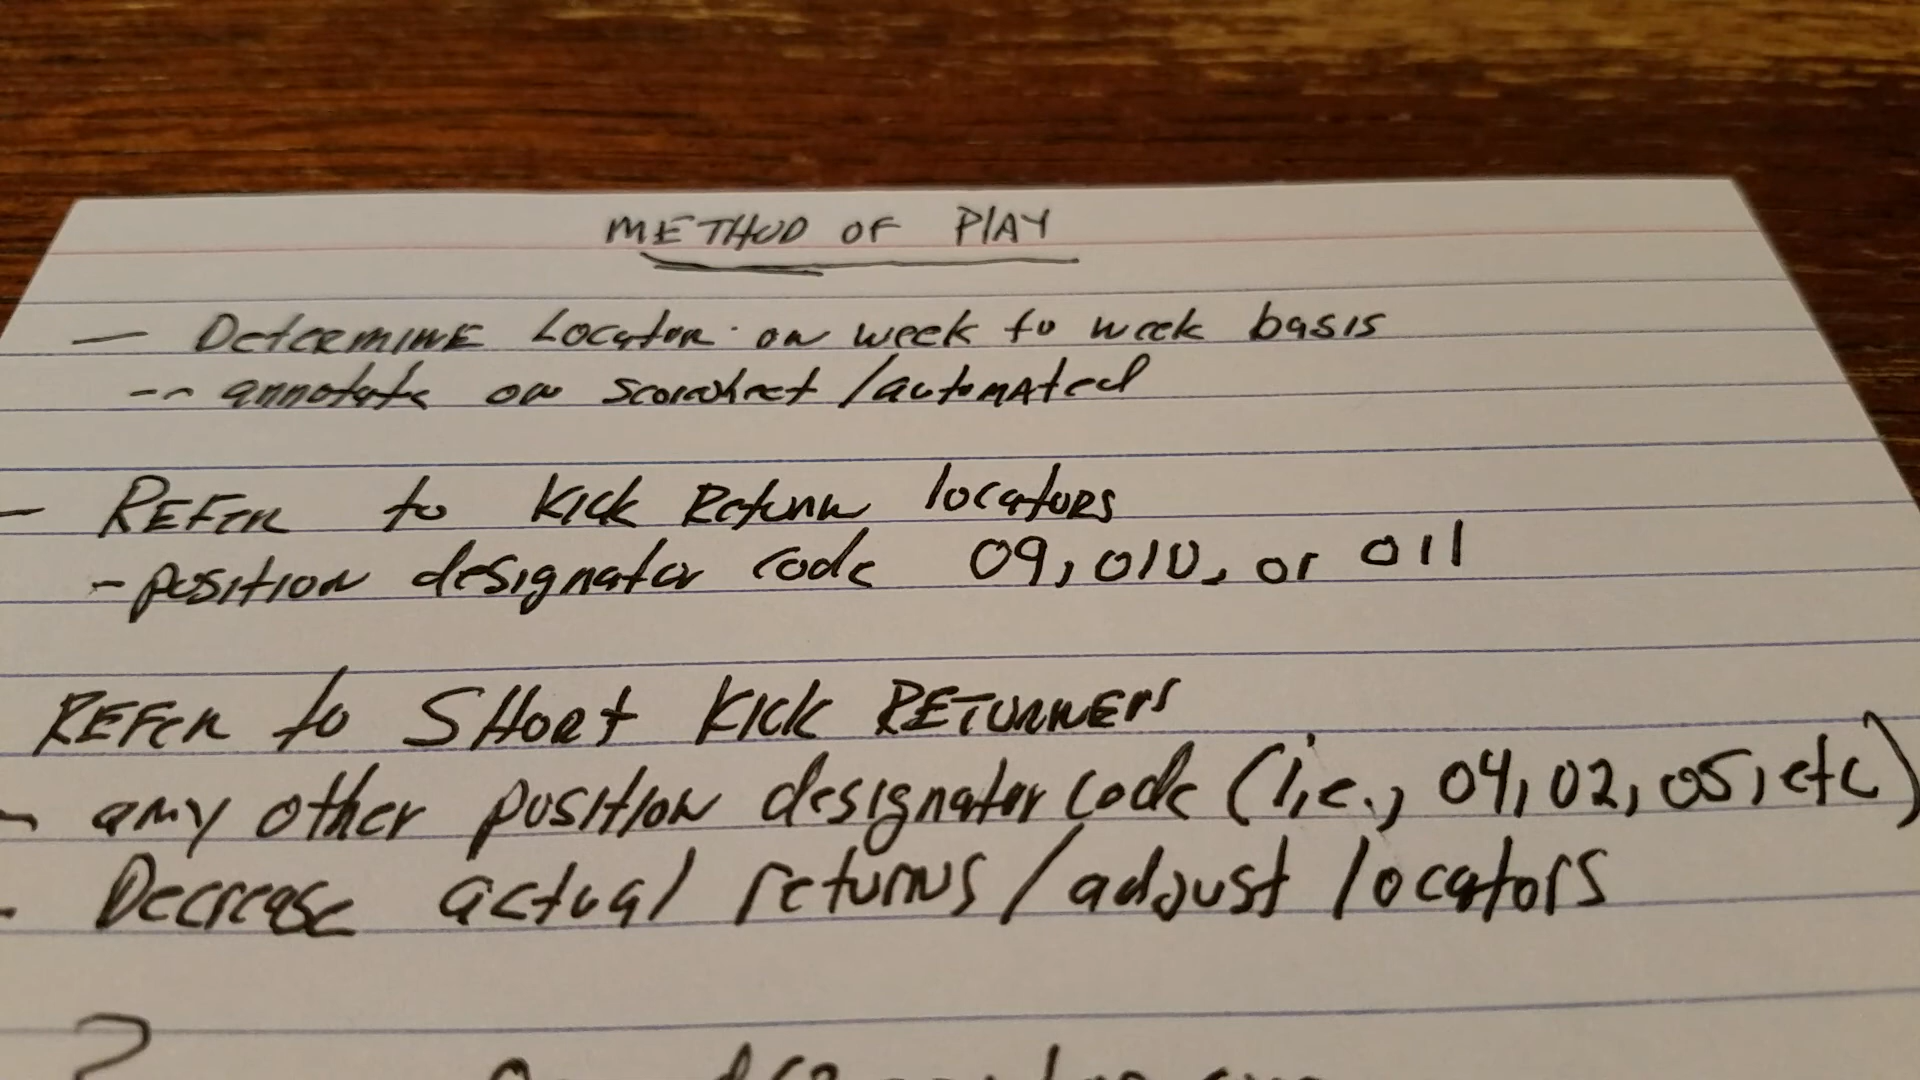 METHOD OF PLAY
— DETERMINE Locator on week to week basis
-- annotate on scoresheet /automated
- REFER to KICK Return locators
- position designator code 09, 010, or 011
REFER to SHORT KICK RETURNERS
- any other position designator code (i.e., 04, 02, 05, etc)
- Decrease actual returns / adjust locators